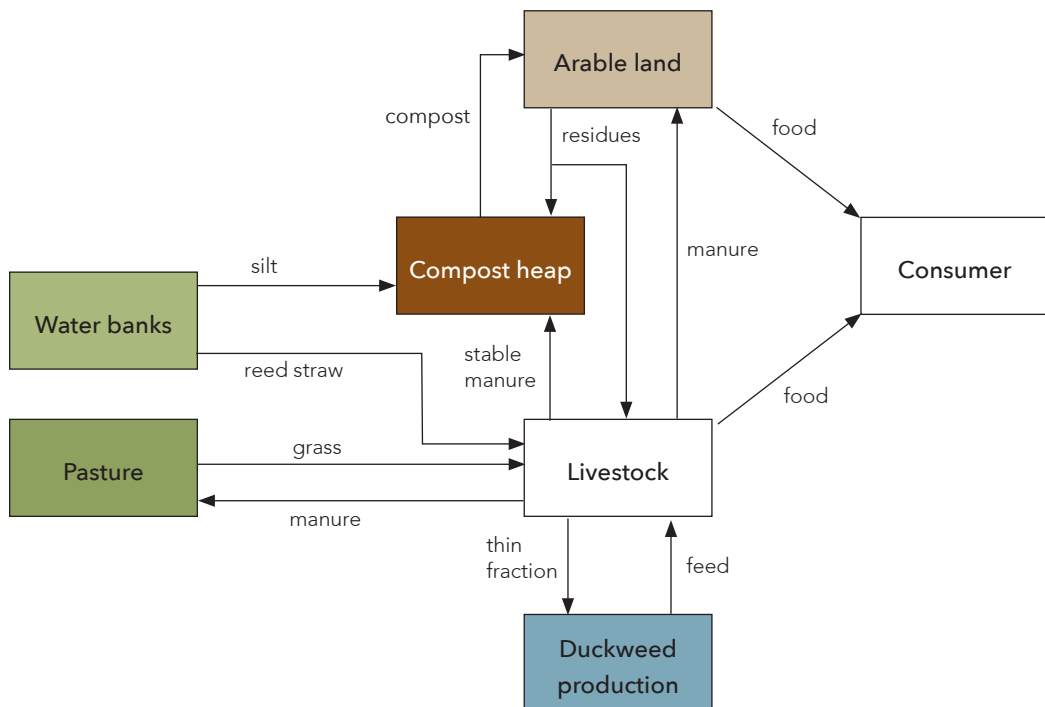 Arable land
compost
residues
food
manure
Compost heap
Consumer
silt
Water banks
reed straw
stable
manure
food
grass
Pasture
Livestock
manure
thin
fraction
feed
Duckweed
production